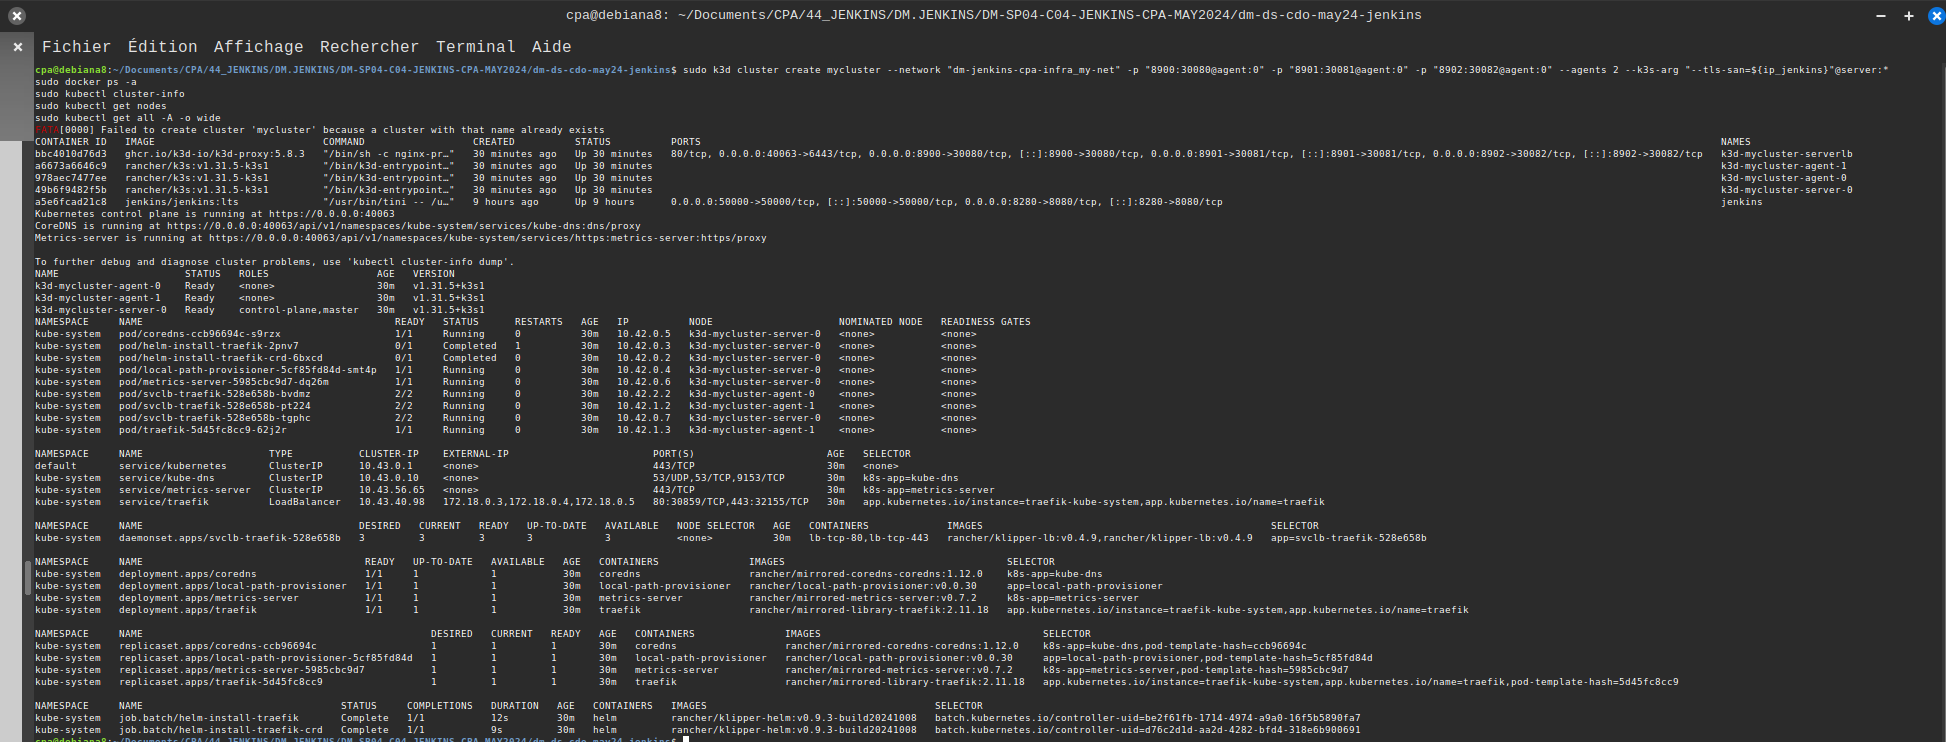 cpa@debiana8: ~/Documents/CPA/44_JENKINS/DM.JENKINS/DM-SP04-C04-JENKINS-CPA-MAY2024/dm-ds-cdo-may24-jenkins
Fichier Édition Affichage Rechercher Terminal Aide
cpa@debiana8:~/Documents/CPA/44_JENKINS/DM.JENKINS/DM-SP04-C04-JENKINS-CPA-MAY2024/dm-ds-cdo-may24-jenkins$ sudo k3d cluster create mycluster --network "dm-jenkins-cpa-infra_my-net" -p "8900:30080@agent:0" -p "8901:30081@agent:0" -p "8902:30082@agent:0" --agents 2 --k3s-arg "--tls-san=${ip_jenkins}"@server:*
sudo docker ps -a
sudo kubectl cluster-info
sudo kubectl get nodes
sudo kubectl get all -A -o wide
FATA[0000] Failed to create cluster 'mycluster' because a cluster with that name already exists
CONTAINER ID IMAGE COMMAND CREATED STATUS PORTS NAMES
bbc4010d76d3 ghcr.io/k3d-io/k3d-proxy:5.8.3 "/bin/sh -c nginx-pr…" 30 minutes ago Up 30 minutes 80/tcp, 0.0.0.0:40063->6443/tcp, 0.0.0.0:8900->30080/tcp, [::]:8900->30080/tcp, 0.0.0.0:8901->30081/tcp, [::]:8901->30081/tcp, 0.0.0.0:8902->30082/tcp, [::]:8902->30082/tcp k3d-mycluster-serverlb
a6673a6646c9 rancher/k3s:v1.31.5-k3s1 "/bin/k3d-entrypoint…" 30 minutes ago Up 30 minutes k3d-mycluster-agent-1
978aec7477ee rancher/k3s:v1.31.5-k3s1 "/bin/k3d-entrypoint…" 30 minutes ago Up 30 minutes k3d-mycluster-agent-0
49b6f9482f5b rancher/k3s:v1.31.5-k3s1 "/bin/k3d-entrypoint…" 30 minutes ago Up 30 minutes k3d-mycluster-server-0
a5e6fcad21c8 jenkins/jenkins:lts "/usr/bin/tini -- /u…" 9 hours ago Up 9 hours 0.0.0.0:50000->50000/tcp, [::]:50000->50000/tcp, 0.0.0.0:8280->8080/tcp, [::]:8280->8080/tcp jenkins
Kubernetes control plane is running at https://0.0.0.0:40063
CoreDNS is running at https://0.0.0.0:40063/api/v1/namespaces/kube-system/services/kube-dns:dns/proxy
Metrics-server is running at https://0.0.0.0:40063/api/v1/namespaces/kube-system/services/https:metrics-server:https/proxy
To further debug and diagnose cluster problems, use 'kubectl cluster-info dump'.
NAME STATUS ROLES AGE VERSION
k3d-mycluster-agent-0 Ready <none> 30m v1.31.5+k3s1
k3d-mycluster-agent-1 Ready <none> 30m v1.31.5+k3s1
k3d-mycluster-server-0 Ready control-plane,master 30m v1.31.5+k3s1
NAMESPACE NAME READY STATUS RESTARTS AGE IP NODE NOMINATED NODE READINESS GATES
kube-system pod/coredns-ccb96694c-s9rzx 1/1 Running 0 30m 10.42.0.5 k3d-mycluster-server-0 <none> <none>
kube-system pod/helm-install-traefik-2pnv7 0/1 Completed 1 30m 10.42.0.3 k3d-mycluster-server-0 <none> <none>
kube-system pod/helm-install-traefik-crd-6bxcd 0/1 Completed 0 30m 10.42.0.2 k3d-mycluster-server-0 <none> <none>
kube-system pod/local-path-provisioner-5cf85fd84d-smt4p 1/1 Running 0 30m 10.42.0.4 k3d-mycluster-server-0 <none> <none>
kube-system pod/metrics-server-5985cbc9d7-dq26m 1/1 Running 0 30m 10.42.0.6 k3d-mycluster-server-0 <none> <none>
kube-system pod/svclb-traefik-528e658b-bvdmz 2/2 Running 0 30m 10.42.2.2 k3d-mycluster-agent-0 <none> <none>
kube-system pod/svclb-traefik-528e658b-pt224 2/2 Running 0 30m 10.42.1.2 k3d-mycluster-agent-1 <none> <none>
kube-system pod/svclb-traefik-528e658b-tgphc 2/2 Running 0 30m 10.42.0.7 k3d-mycluster-server-0 <none> <none>
kube-system pod/traefik-5d45fc8cc9-62j2r 1/1 Running 0 30m 10.42.1.3 k3d-mycluster-agent-1 <none> <none>
NAMESPACE NAME TYPE CLUSTER-IP EXTERNAL-IP PORT(S) AGE SELECTOR
default service/kubernetes ClusterIP 10.43.0.1 <none> 443/TCP 30m <none>
kube-system service/kube-dns ClusterIP 10.43.0.10 <none> 53/UDP,53/TCP,9153/TCP 30m k8s-app=kube-dns
kube-system service/metrics-server ClusterIP 10.43.56.65 <none> 443/TCP 30m k8s-app=metrics-server
kube-system service/traefik LoadBalancer 10.43.40.98 172.18.0.3,172.18.0.4,172.18.0.5 80:30859/TCP,443:32155/TCP 30m app.kubernetes.io/instance=traefik-kube-system,app.kubernetes.io/name=traefik
NAMESPACE NAME DESIRED CURRENT READY UP-TO-DATE AVAILABLE NODE SELECTOR AGE CONTAINERS IMAGES SELECTOR
kube-system daemonset.apps/svclb-traefik-528e658b 3 3 3 3 3 <none> 30m lb-tcp-80,lb-tcp-443 rancher/klipper-lb:v0.4.9,rancher/klipper-lb:v0.4.9 app=svclb-traefik-528e658b
NAMESPACE NAME READY UP-TO-DATE AVAILABLE AGE CONTAINERS IMAGES SELECTOR
kube-system deployment.apps/coredns 1/1 1 1 30m coredns rancher/mirrored-coredns-coredns:1.12.0 k8s-app=kube-dns
kube-system deployment.apps/local-path-provisioner 1/1 1 1 30m local-path-provisioner rancher/local-path-provisioner:v0.0.30 app=local-path-provisioner
kube-system deployment.apps/metrics-server 1/1 1 1 30m metrics-server rancher/mirrored-metrics-server:v0.7.2 k8s-app=metrics-server
kube-system deployment.apps/traefik 1/1 1 1 30m traefik rancher/mirrored-library-traefik:2.11.18 app.kubernetes.io/instance=traefik-kube-system,app.kubernetes.io/name=traefik
NAMESPACE NAME DESIRED CURRENT READY AGE CONTAINERS IMAGES SELECTOR
kube-system replicaset.apps/coredns-ccb96694c 1 1 1 30m coredns rancher/mirrored-coredns-coredns:1.12.0 k8s-app=kube-dns,pod-template-hash=ccb96694c
kube-system replicaset.apps/local-path-provisioner-5cf85fd84d 1 1 1 30m local-path-provisioner rancher/local-path-provisioner:v0.0.30 app=local-path-provisioner,pod-template-hash=5cf85fd84d
kube-system replicaset.apps/metrics-server-5985cbc9d7 1 1 1 30m metrics-server rancher/mirrored-metrics-server:v0.7.2 k8s-app=metrics-server,pod-template-hash=5985cbc9d7
kube-system replicaset.apps/traefik-5d45fc8cc9 1 1 1 30m traefik rancher/mirrored-library-traefik:2.11.18 app.kubernetes.io/instance=traefik-kube-system,app.kubernetes.io/name=traefik,pod-template-hash=5d45fc8cc9
NAMESPACE NAME STATUS COMPLETIONS DURATION AGE CONTAINERS IMAGES SELECTOR
kube-system job.batch/helm-install-traefik Complete 1/1 12s 30m helm rancher/klipper-helm:v0.9.3-build20241008 batch.kubernetes.io/controller-uid=be2f61fb-1714-4974-a9a0-16f5b5890fa7
kube-system job.batch/helm-install-traefik-crd Complete 1/1 9s 30m helm rancher/klipper-helm:v0.9.3-build20241008 batch.kubernetes.io/controller-uid=d76c2d1d-aa2d-4282-bfd4-318e6b900691
cpa@debiana8:~/Documents/CPA/44_JENKINS/DM.JENKINS/DM-SP04-C04-JENKINS-CPA-MAY2024/dm-ds-cdo-may24-jenkins$